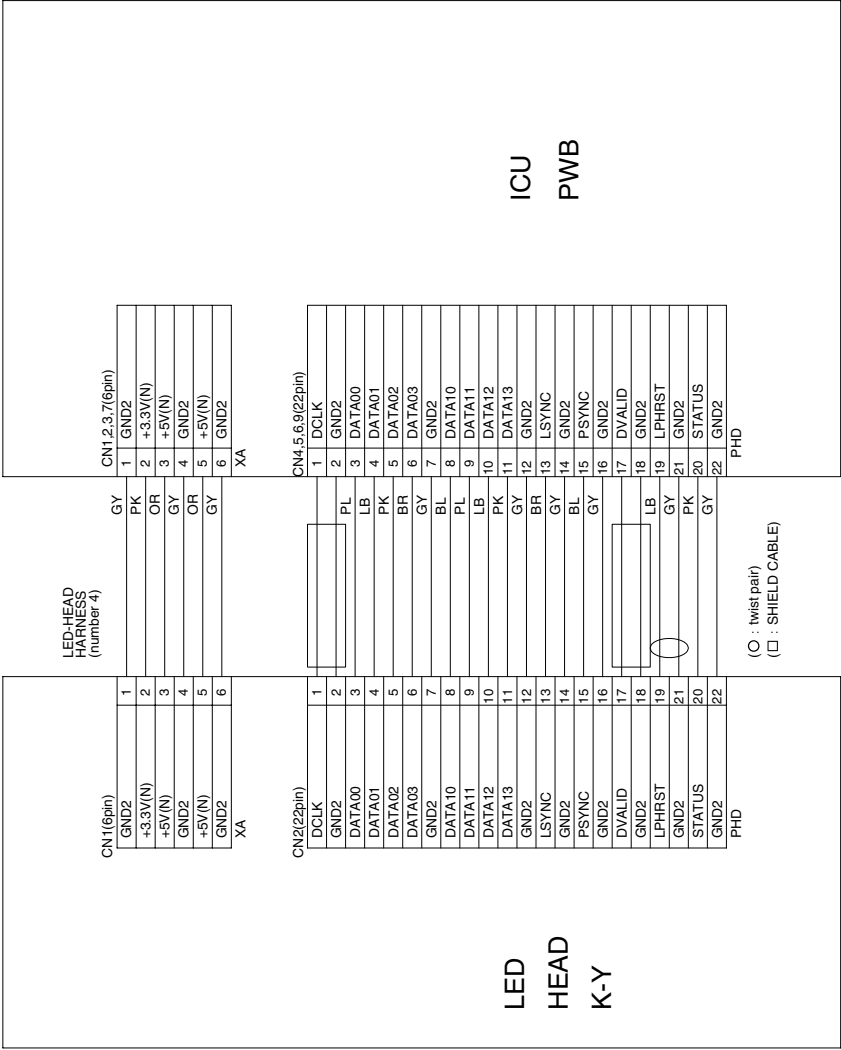 CN1,2,3,7(6pin)
1 GND2
2 +3.3V(N)
3 +5V(N)
4 GND2
5 +5V(N)
6 GND2
XA
CN4,5,6,9(22pin)
1 DCLK
2 GND2
3 DATA00
4 DATA01
5 DATA02
6 DATA03
7 GND2
8 DATA10
9 DATA11
10 DATA12
11 DATA13
12 GND2
13 LSYNC
14 GND2
15 PSYNC
16 GND2
17 DVALID
18 GND2
19 LPHRST
21 GND2
20 STATUS
22 GND2
PHD
ICU
PWB
LED-HEAD
HARNESS
(number 4)
GY
PK
OR
GY
OR
GY
PL
LB
PK
BR
GY
BL
PL
LB
PK
GY
BR
GY
BL
GY
LB
GY
PK
GY
(○ : twist pair)
(□ : SHIELD CABLE)
CN1(6pin)
GND2 1
+3.3V(N) 2
+5V(N) 3
GND2 4
+5V(N) 5
GND2 6
XA
CN2(22pin)
DCLK 1
GND2 2
DATA00 3
DATA01 4
DATA02 5
DATA03 6
GND2 7
DATA10 8
DATA11 9
DATA12 10
DATA13 11
GND2 12
LSYNC 13
GND2 14
PSYNC 15
GND2 16
DVALID 17
GND2 18
LPHRST 19
GND2 21
STATUS 20
GND2 22
PHD
LED
HEAD
K-Y